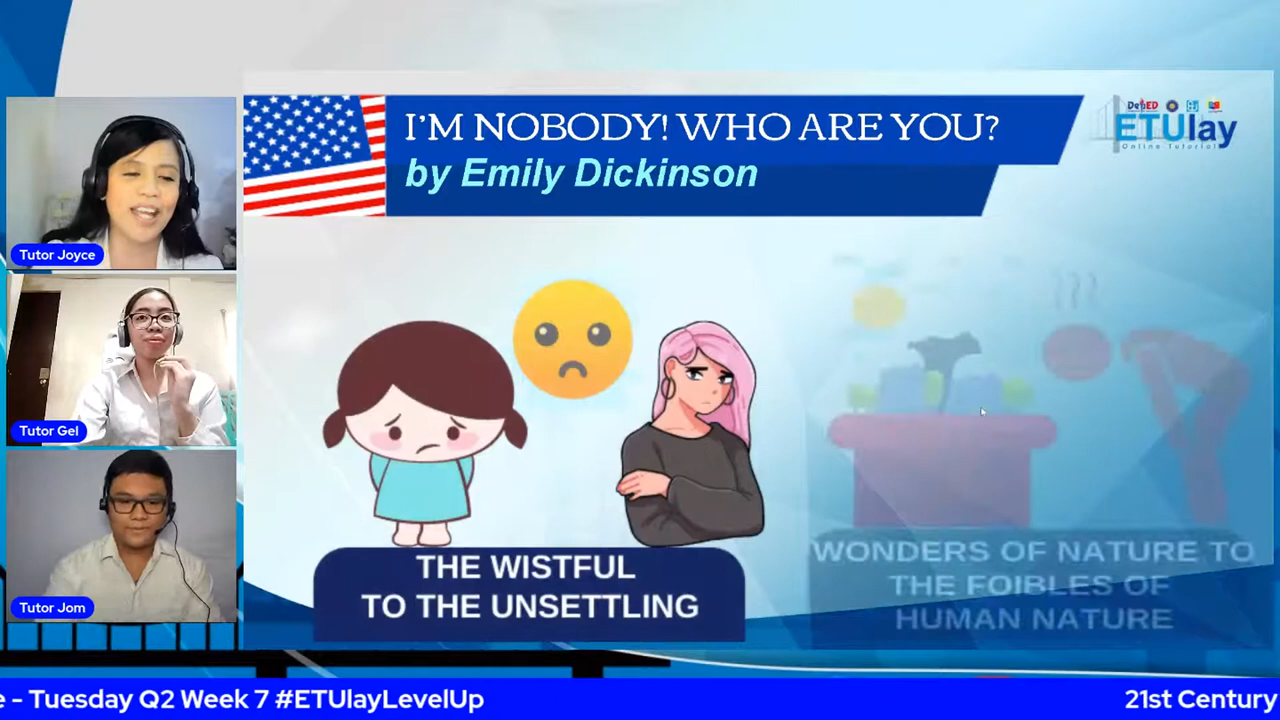 I'M NOBODY! WHO ARE YOU?
by Emily Dickinson
DepED
ETUlay
Online Tutorial
Tutor Joyce
Tutor Gel
Tutor Jom
THE WISTFUL
TO THE UNSETTLING
WONDERS OF NATURE TO
THE FOIBLES OF
HUMAN NATURE
e - Tuesday Q2 Week 7 #ETUlayLevelUp
21st Century